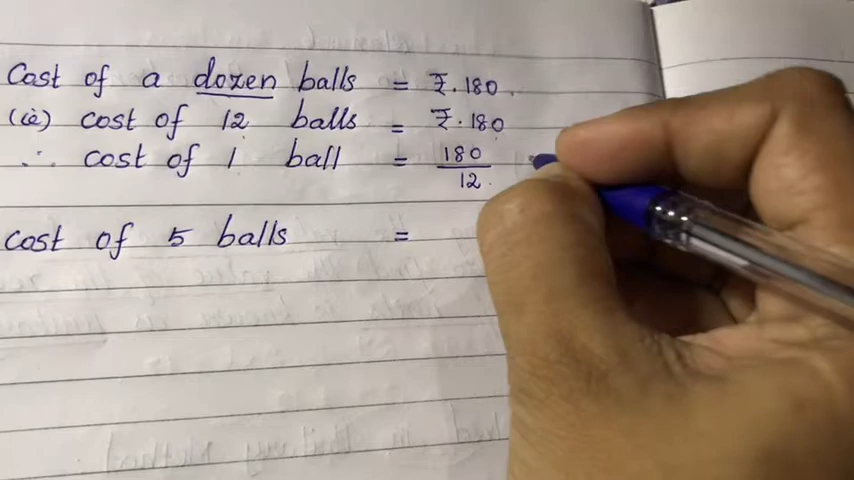 Cost of a dozen balls = ₹.180.
(ie) cost of 12 balls = ₹.180
∴ cost of 1 ball = 180/12.
Cost of 5 balls =